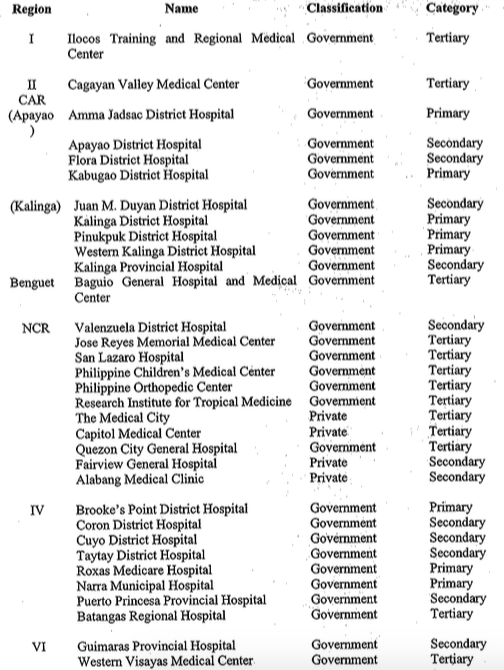 Region Name Classification Category
I Ilocos Training and Regional Medical Government Tertiary
Center
II Cagayan Valley Medical Center Government Tertiary
CAR
(Apayao Amma Jadsac District Hospital Government Primary
)
Apayao District Hospital Government Secondary
Flora District Hospital Government Secondary
Kabugao District Hospital Government Primary
(Kalinga) Juan M. Duyan District Hospital Government Secondary
Kalinga District Hospital Government Primary
Pinukpuk District Hospital Government Primary
Western Kalinga District Hospital Government Primary
Kalinga Provincial Hospital Government Secondary
Benguet Baguio General Hospital and Medical Government Tertiary
Center
NCR Valenzuela District Hospital Government Secondary
Jose Reyes Memorial Medical Center Government Tertiary
San Lazaro Hospital Government Tertiary
Philippine Children's Medical Center Government Tertiary
Philippine Orthopedic Center Government Tertiary
Research Institute for Tropical Medicine Government Tertiary
The Medical City Private Tertiary
Capitol Medical Center Private Tertiary
Quezon City General Hospital Government Tertiary
Fairview General Hospital Private Secondary
Alabang Medical Clinic Private Secondary
IV Brooke's Point District Hospital Government Primary
Coron District Hospital Government Secondary
Cuyo District Hospital Government Secondary
Taytay District Hospital Government Secondary
Roxas Medicare Hospital Government Primary
Narra Municipal Hospital Government Primary
Puerto Princesa Provincial Hospital Government Secondary
Batangas Regional Hospital Government Tertiary
VI Guimaras Provincial Hospital Government Secondary
Western Visayas Medical Center Government Tertiary